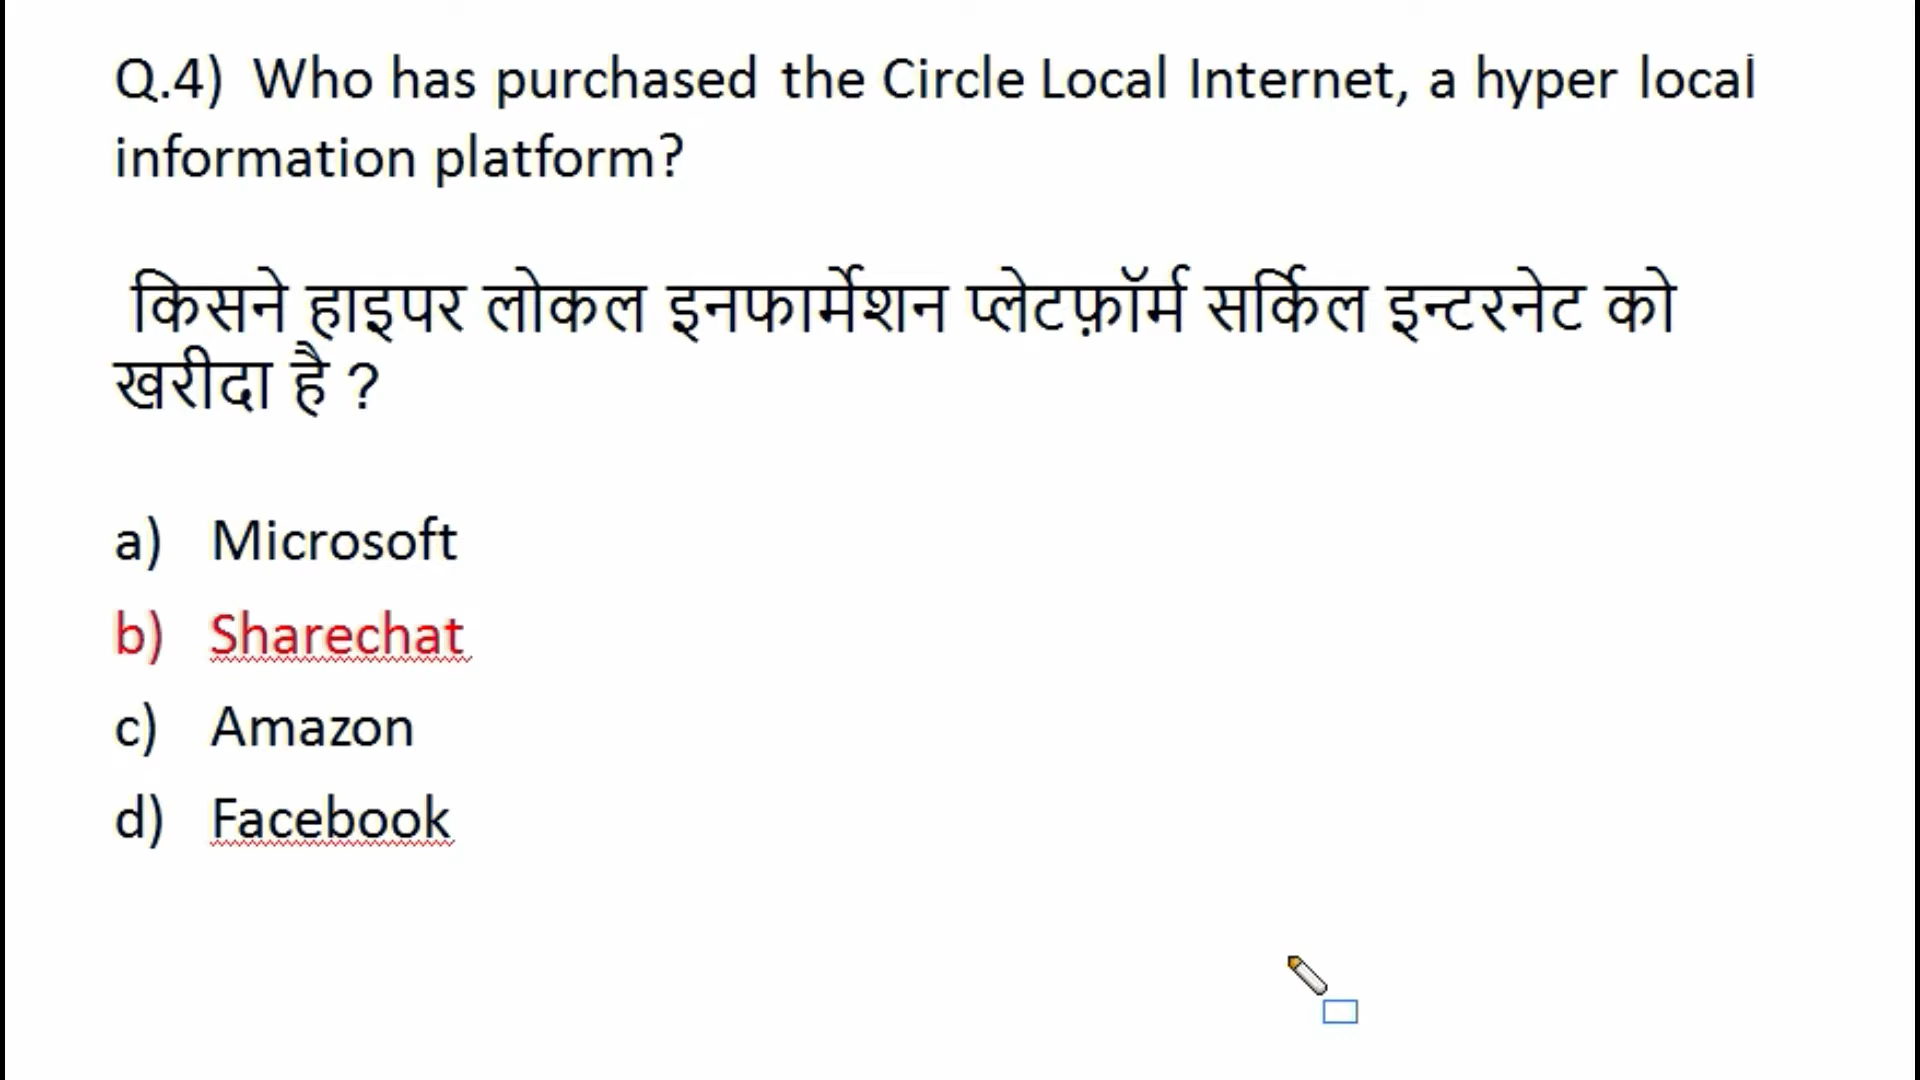 Q.4) Who has purchased the Circle Local Internet, a hyper local
information platform?
किसने हाइपर लोकल इनफार्मेशन प्लेटफ़ॉर्म सर्किल इन्टरनेट को
खरीदा है ?
a) Microsoft
b) Sharechat
c) Amazon
d) Facebook